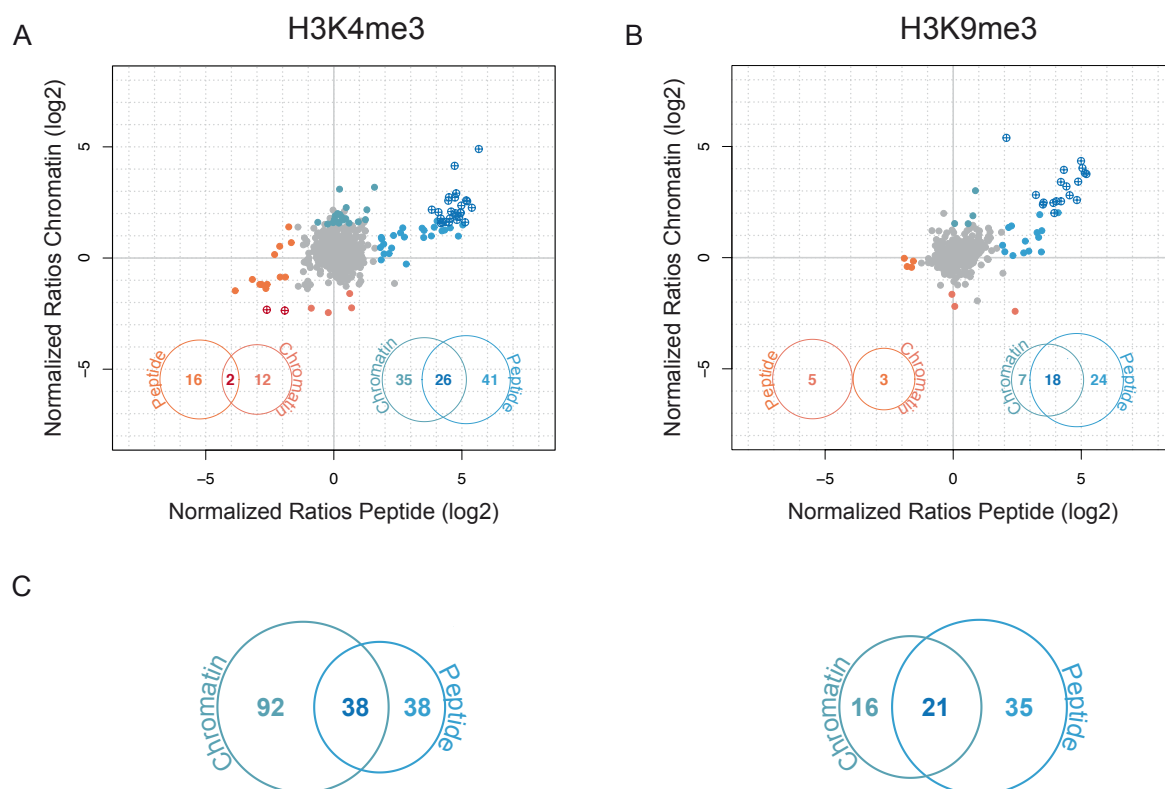 A
H3K4me3
Normalized Ratios Chromatin (log2)
5
0
−5
Peptide
16
2
12
Chromatin
Chromatin
35
26
41
Peptide
−5
0
5
Normalized Ratios Peptide (log2)
B
H3K9me3
Normalized Ratios Chromatin (log2)
5
0
−5
Peptide
5
3
Chromatin
Chromatin
7
18
24
Peptide
−5
0
5
Normalized Ratios Peptide (log2)
C
Chromatin
92
38
38
Peptide
Chromatin
16
21
35
Peptide